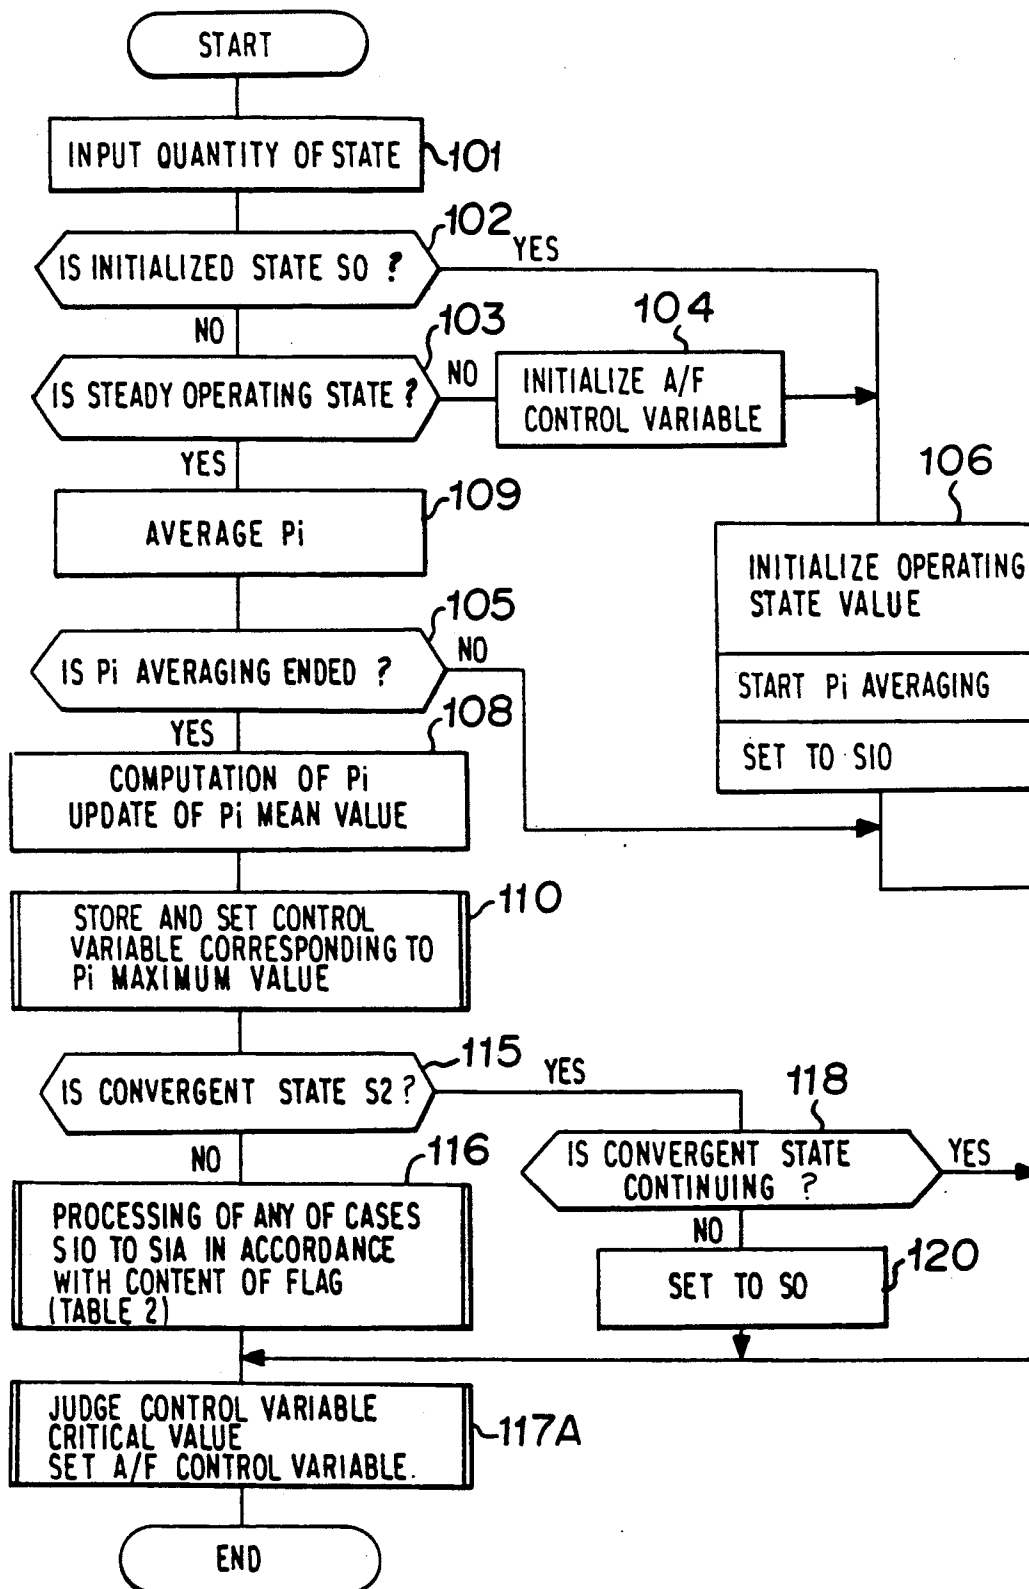 START
INPUT QUANTITY OF STATE
101
102
IS INITIALIZED STATE S0 ?
YES
NO
103
104
IS STEADY OPERATING STATE ?
NO
INITIALIZE A/F
CONTROL VARIABLE
YES
109
106
AVERAGE Pi
INITIALIZE OPERATING
STATE VALUE
105
IS Pi AVERAGING ENDED ?
NO
START Pi AVERAGING
YES
108
SET TO S10
COMPUTATION OF Pi
UPDATE OF Pi MEAN VALUE
110
STORE AND SET CONTROL
VARIABLE CORRESPONDING TO
Pi MAXIMUM VALUE
115
IS CONVERGENT STATE S2 ?
YES
118
NO
116
IS CONVERGENT STATE
CONTINUING ?
YES
PROCESSING OF ANY OF CASES
S10 TO S1A IN ACCORDANCE
WITH CONTENT OF FLAG
(TABLE 2)
NO
120
SET TO S0
JUDGE CONTROL VARIABLE
CRITICAL VALUE
SET A/F CONTROL VARIABLE.
117A
END